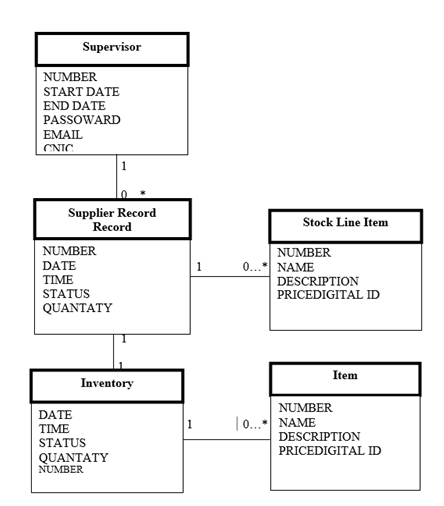 Supervisor
NUMBER
START DATE
END DATE
PASSOWARD
EMAIL
CNIC
1
0...*
Supplier Record
Record
NUMBER
DATE
TIME
STATUS
QUANTATY
1
0...*
Stock Line Item
NUMBER
NAME
DESCRIPTION
PRICEDIGITAL ID
1
1
Inventory
DATE
TIME
STATUS
QUANTATY
NUMBER
1
0...*
Item
NUMBER
NAME
DESCRIPTION
PRICEDIGITAL ID